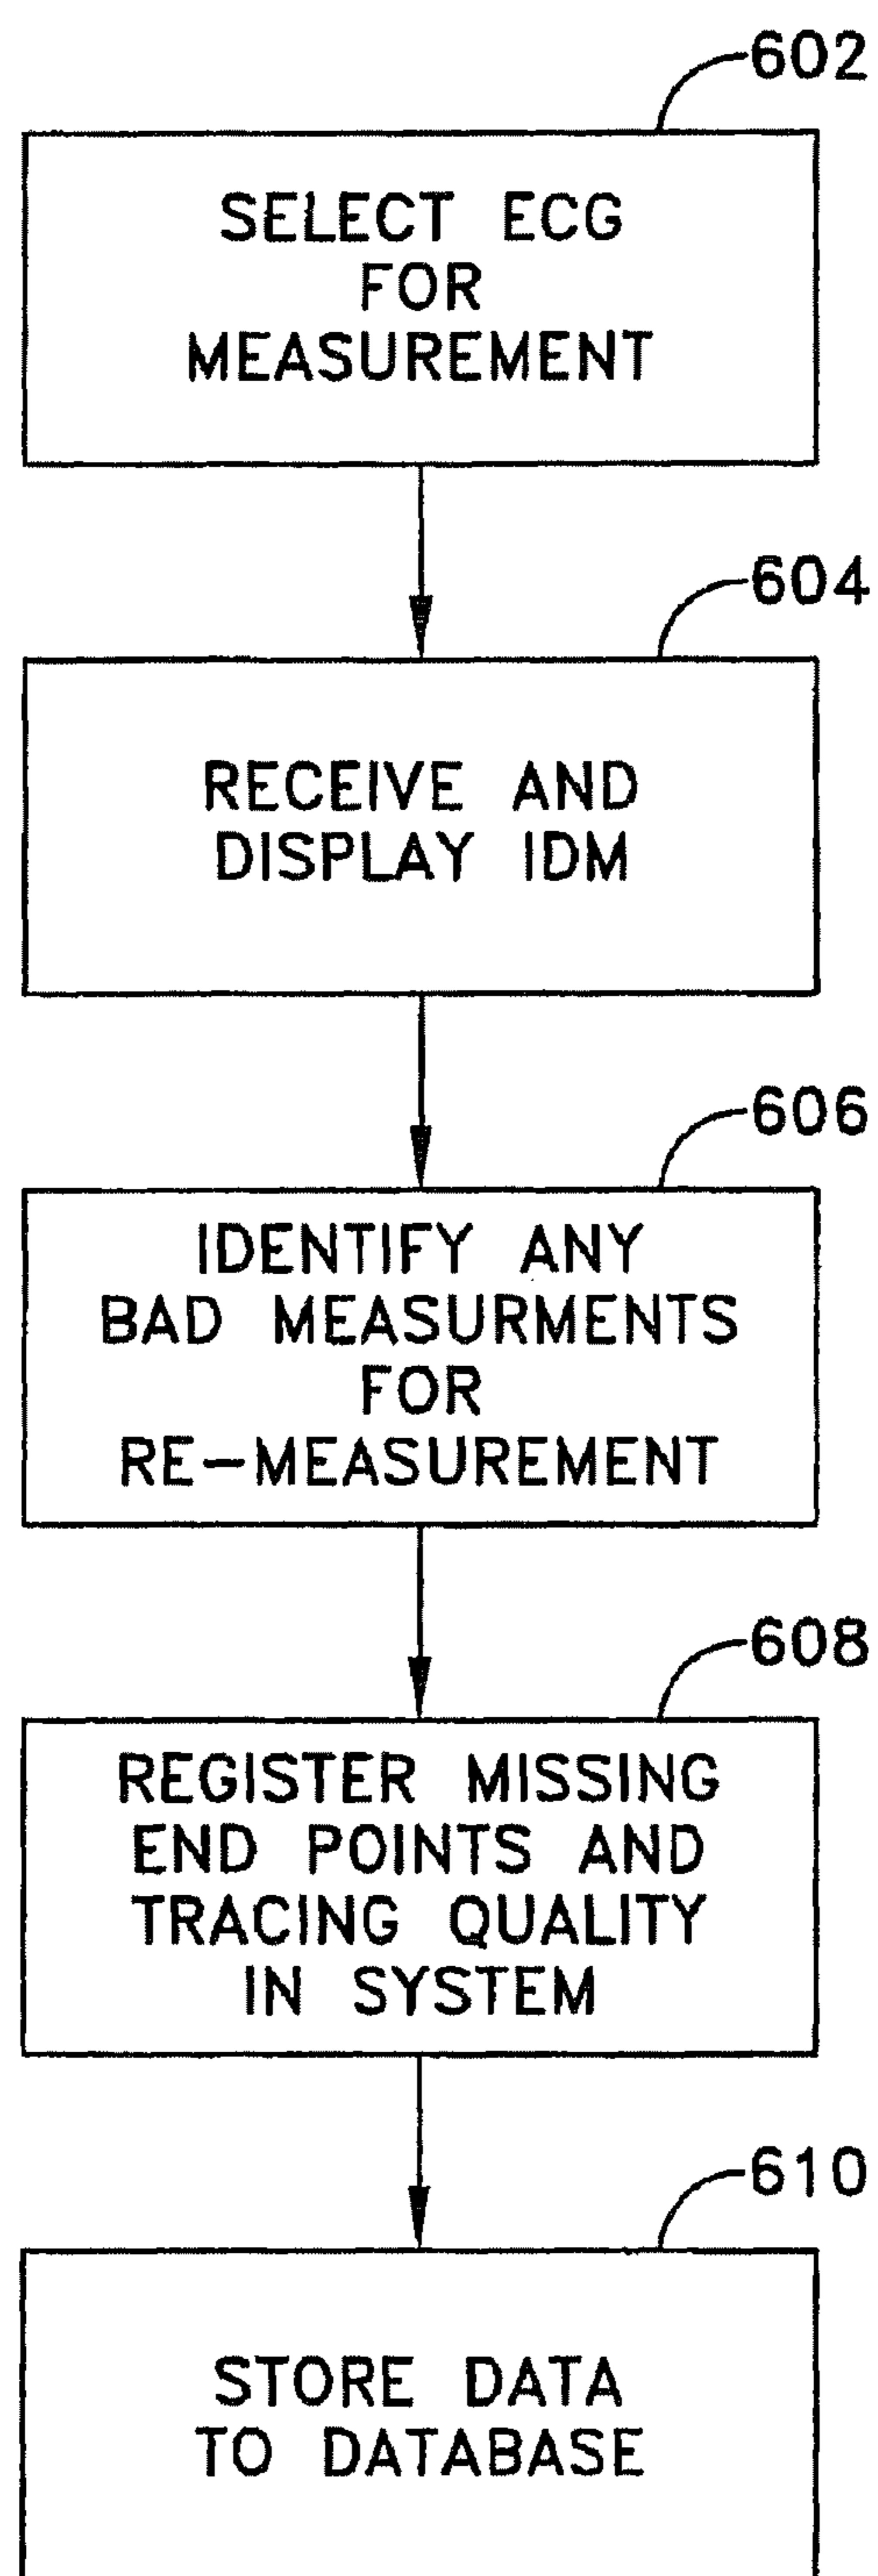 602
SELECT ECG
FOR
MEASUREMENT
604
RECEIVE AND
DISPLAY IDM
606
IDENTIFY ANY
BAD MEASURMENTS
FOR
RE-MEASUREMENT
608
REGISTER MISSING
END POINTS AND
TRACING QUALITY
IN SYSTEM
610
STORE DATA
TO DATABASE